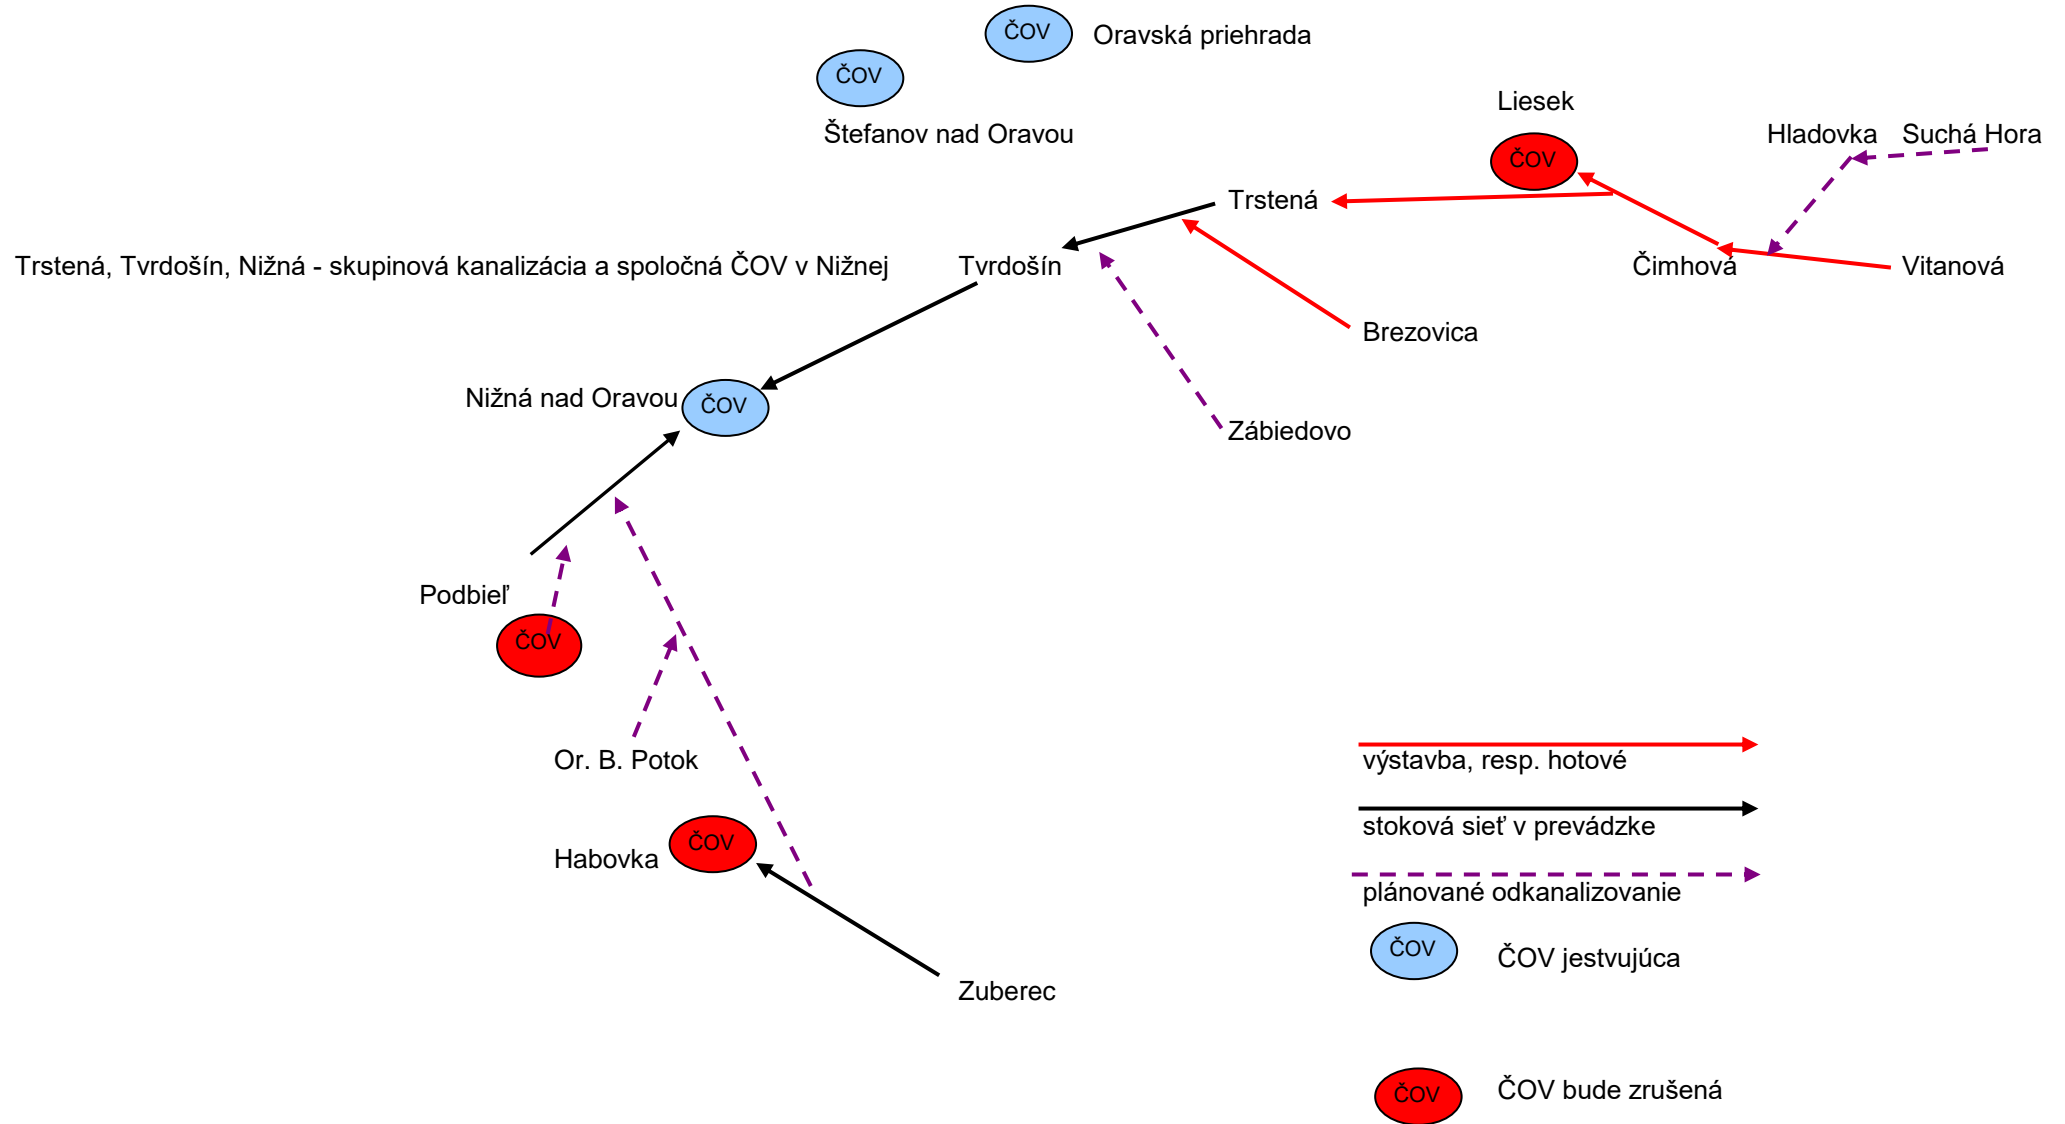 ČOV
Oravská priehrada
ČOV
Štefanov nad Oravou
Liesek
ČOV
Hladovka
Suchá Hora
Trstená
Trstená, Tvrdošín, Nižná - skupinová kanalizácia a spoločná ČOV v Nižnej
Tvrdošín
Čimhová
Vitanová
Brezovica
Nižná nad Oravou
ČOV
Zábiedovo
Podbieľ
ČOV
Or. B. Potok
výstavba, resp. hotové
stoková sieť v prevádzke
Habovka
ČOV
plánované odkanalizovanie
ČOV
ČOV jestvujúca
Zuberec
ČOV
ČOV bude zrušená